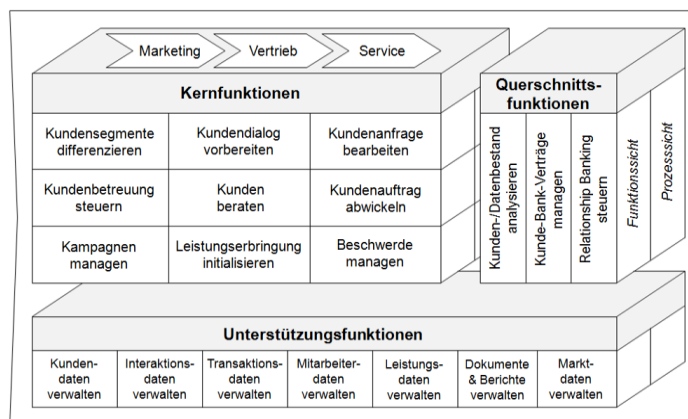 Marketing
Vertrieb
Service
Kernfunktionen
Kundensegmente
differenzieren
Kundendialog
vorbereiten
Kundenanfrage
bearbeiten
Kundenbetreuung
steuern
Kunden
beraten
Kundenauftrag
abwickeln
Kampagnen
managen
Leistungserbringung
initialisieren
Beschwerde
managen
Querschnitts-
funktionen
Kunden-/Datenbestand
analysieren
Kunde-Bank-Verträge
managen
Relationship Banking
steuern
Funktionssicht
Prozesssicht
Unterstützungsfunktionen
Kunden-
daten
verwalten
Interaktions-
daten
verwalten
Transaktions-
daten
verwalten
Mitarbeiter-
daten
verwalten
Leistungs-
daten
verwalten
Dokumente
& Berichte
verwalten
Markt-
daten
verwalten